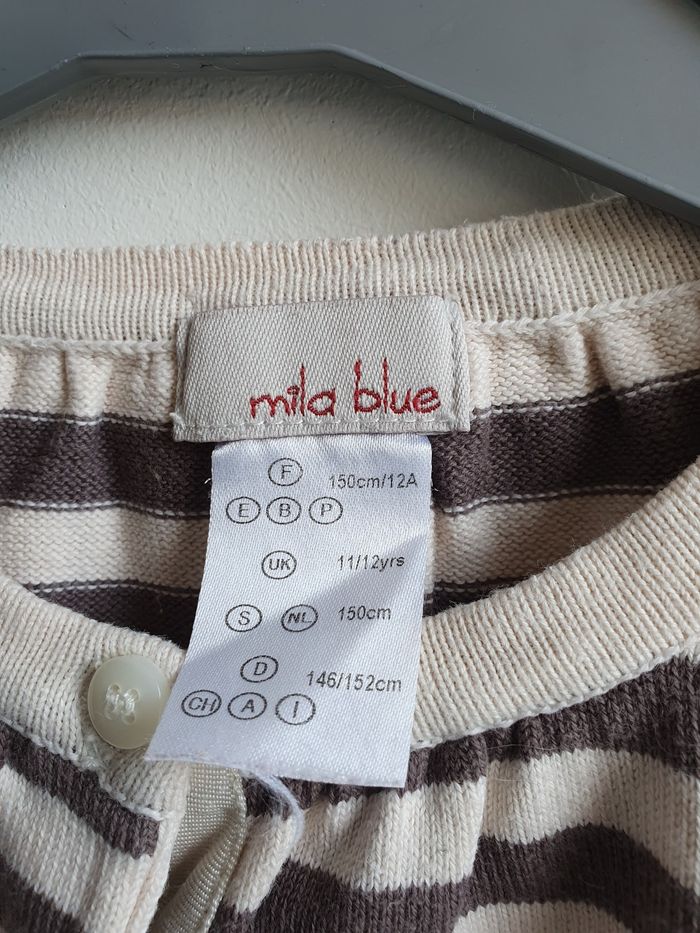 mila blue
F 150cm/12A
E B P
UK 11/12yrs
S NL 150cm
D 146/152cm
CH A I